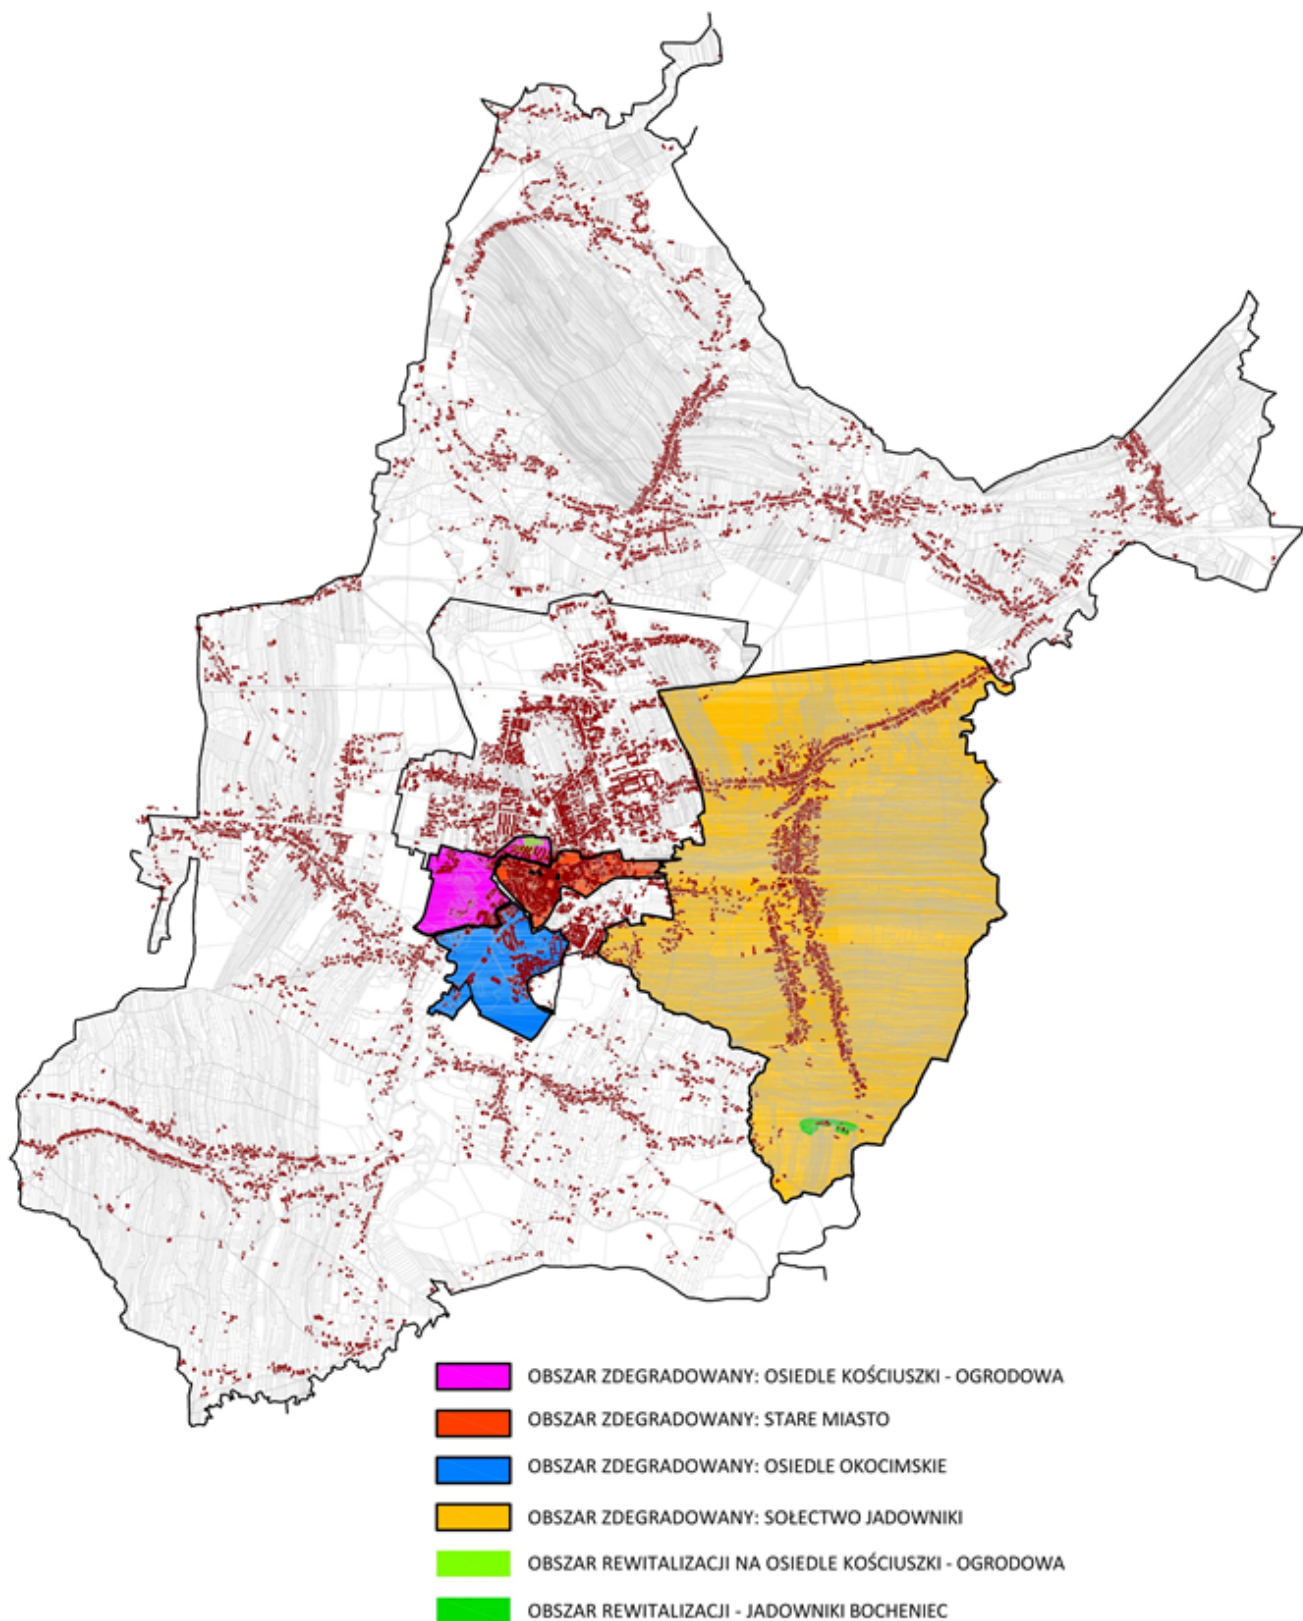 OBSZAR ZDEGRADOWANY: OSIEDLE KOŚCIUSZKI - OGRODOWA
OBSZAR ZDEGRADOWANY: STARE MIASTO
OBSZAR ZDEGRADOWANY: OSIEDLE OKOCIMSKIE
OBSZAR ZDEGRADOWANY: SOŁECTWO JADOWNIKI
OBSZAR REWITALIZACJI NA OSIEDLE KOŚCIUSZKI - OGRODOWA
OBSZAR REWITALIZACJI - JADOWNIKI BOCHENIEC